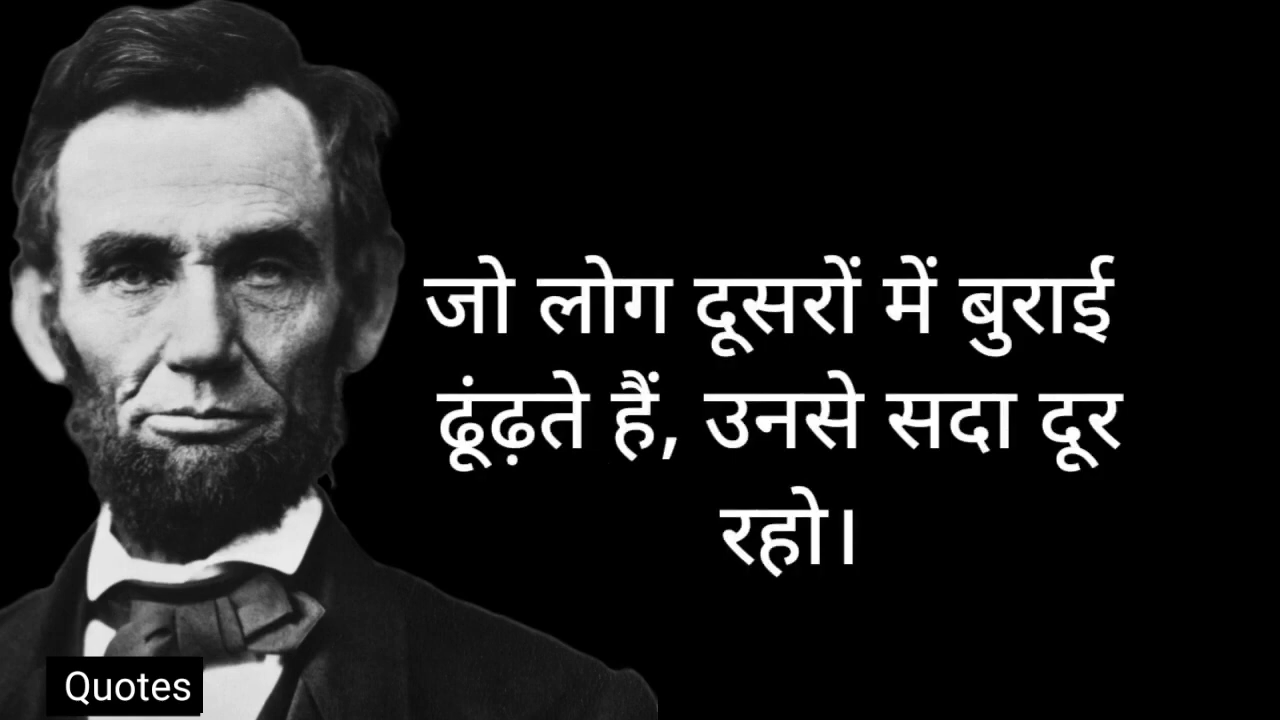 जो लोग दूसरों में बुराई
ढूंढ़ते हैं, उनसे सदा दूर
रहो।
Quotes